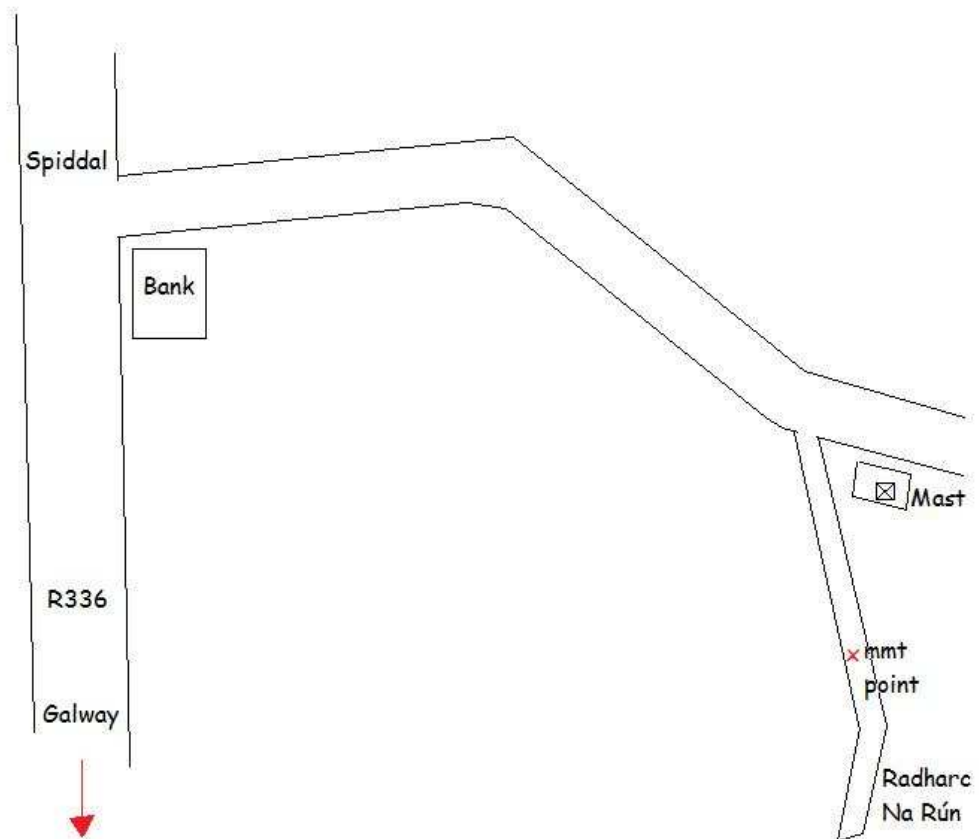 Spiddal
Bank
Mast
R336
mmt
point
Galway
Radharc
Na Rún